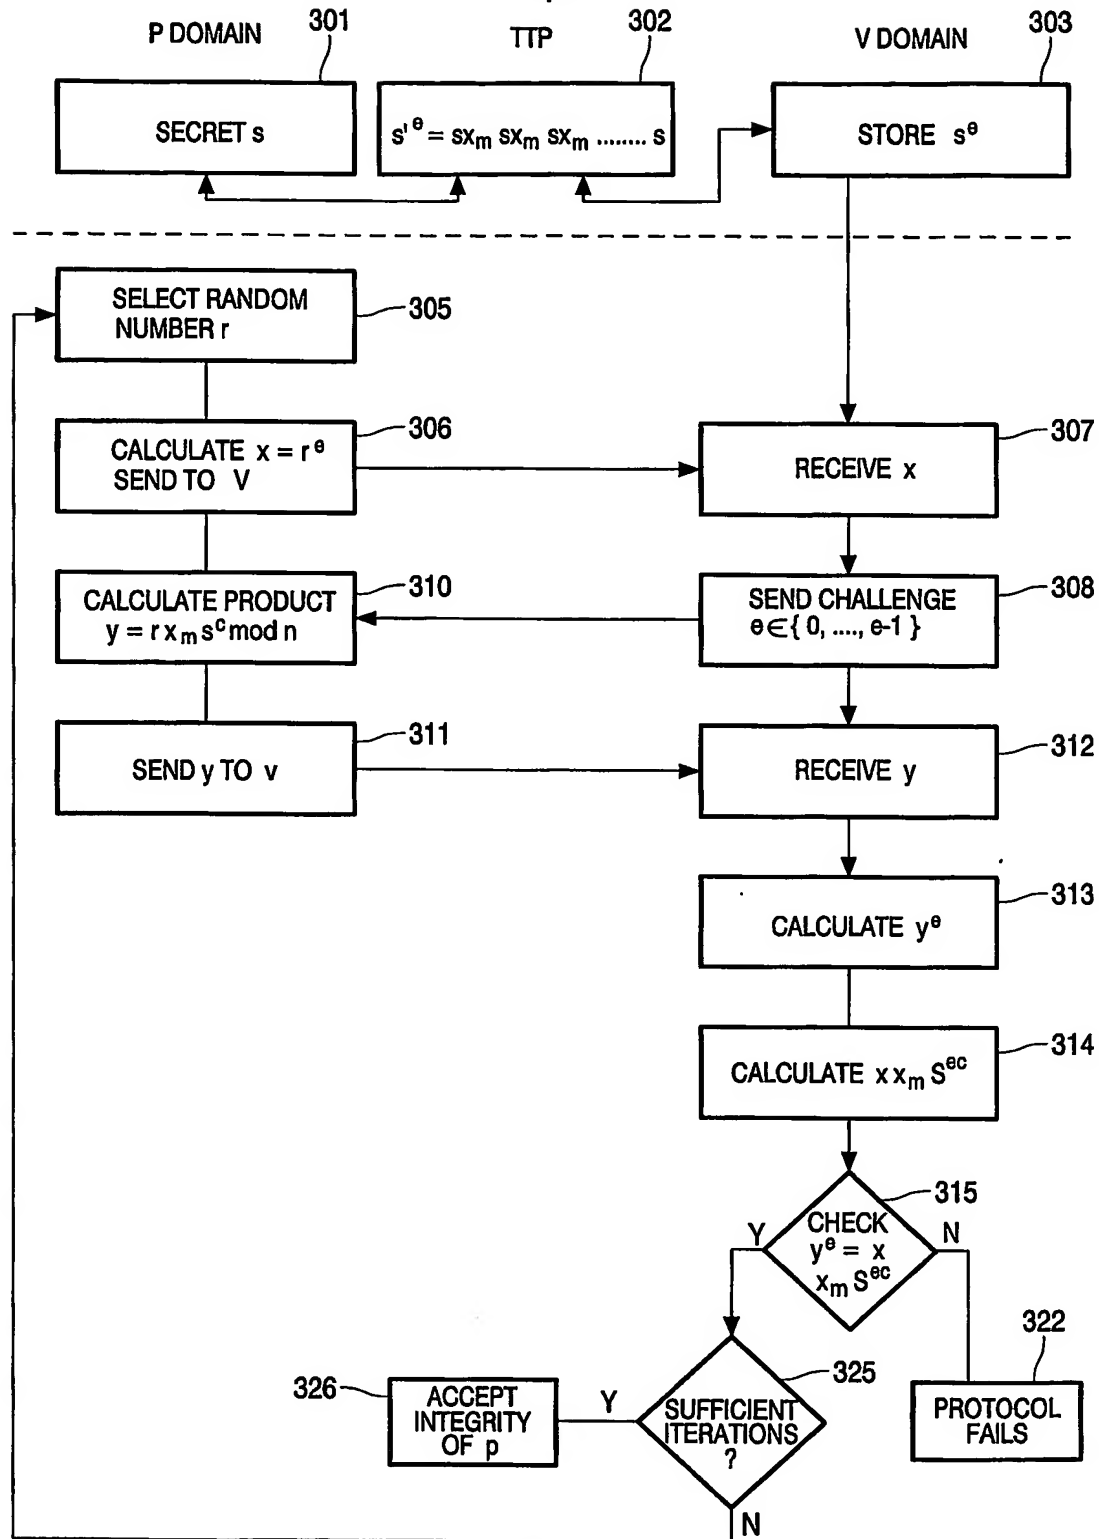 P DOMAIN
301
TTP
302
V DOMAIN
303
SECRET s
s'ᵉ = sxₘ sxₘ sxₘ ........ s
STORE sᵉ
SELECT RANDOM
NUMBER r
305
CALCULATE x = rᵉ
SEND TO V
306
RECEIVE x
307
CALCULATE PRODUCT
y = r xₘ sᶜ mod n
310
SEND CHALLENGE
e ∈ { 0, ...., e-1 }
308
SEND y TO v
311
RECEIVE y
312
CALCULATE yᵉ
313
CALCULATE x xₘ Sᵉᶜ
314
CHECK
yᵉ = x
xₘ Sᵉᶜ
315
Y
N
322
PROTOCOL
FAILS
SUFFICIENT
ITERATIONS
?
325
Y
326
ACCEPT
INTEGRITY
OF p
N